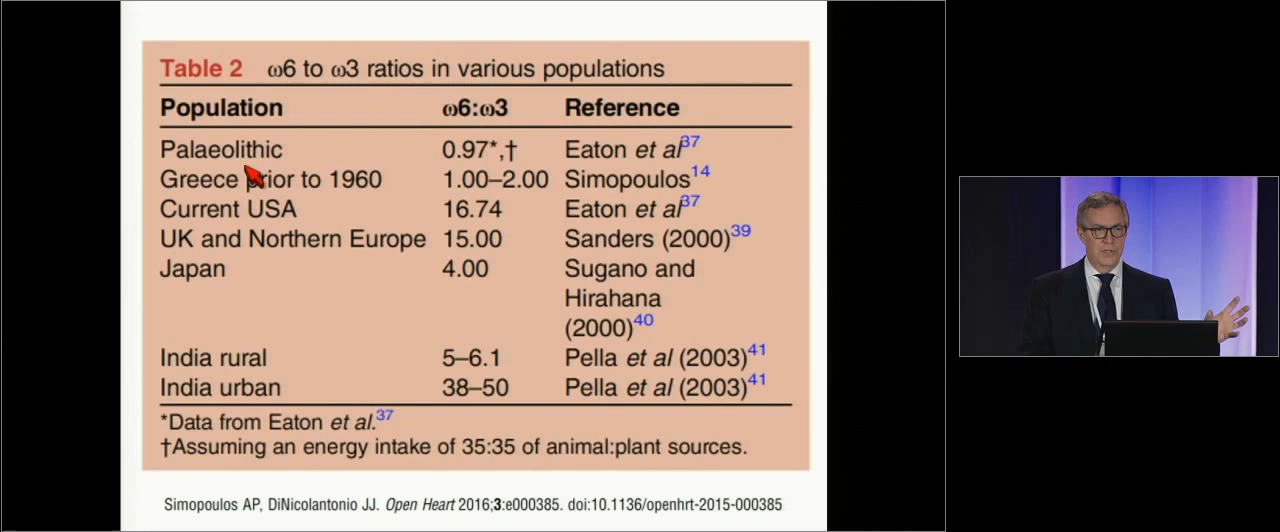 Table 2 ω6 to ω3 ratios in various populations
Population ω6:ω3 Reference
Palaeolithic 0.97*,† Eaton et al37
Greece prior to 1960 1.00–2.00 Simopoulos14
Current USA 16.74 Eaton et al37
UK and Northern Europe 15.00 Sanders (2000)39
Japan 4.00 Sugano and
Hirahana
(2000)40
India rural 5–6.1 Pella et al (2003)41
India urban 38–50 Pella et al (2003)41
*Data from Eaton et al.37
†Assuming an energy intake of 35:35 of animal:plant sources.
Simopoulos AP, DiNicolantonio JJ. Open Heart 2016;3:e000385. doi:10.1136/openhrt-2015-000385